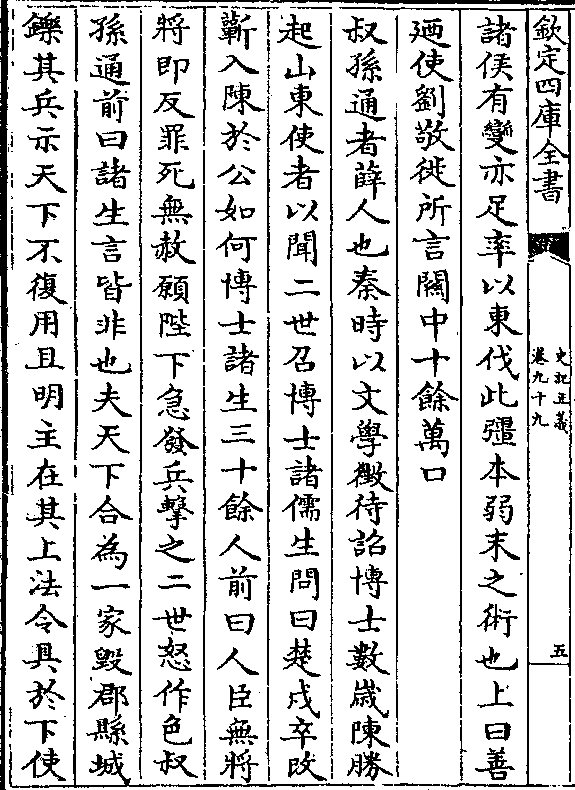 欽定四庫全書
史記正義
卷九十九
五
諸侯有變亦足率以東伐此彊本弱末之術也上曰善
廼使劉敬徙所言關中十餘萬口
叔孫通者薛人也秦時以文學徵待詔博士數嵗陳勝
起山東使者以聞二世召博士諸儒生問曰楚戍卒攻
蘄入陳於公如何博士諸生三十餘人前曰人臣無將
將即反罪死無赦願陛下急發兵擊之二世怒作色叔
孫通前曰諸生言皆非也夫天下合為一家毀郡縣城
鑠其兵示天下不復用且明主在其上法令具於下使